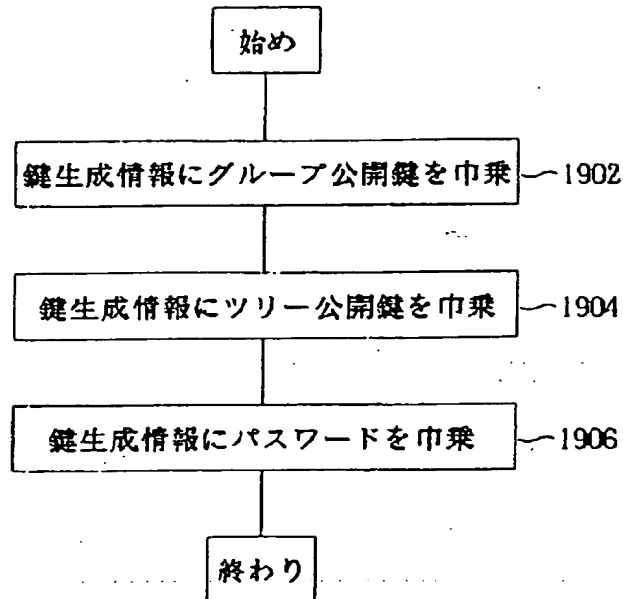 始め
鍵生成情報にグループ公開鍵を巾乗
1902
鍵生成情報にツリー公開鍵を巾乗
1904
鍵生成情報にパスワードを巾乗
1906
終わり